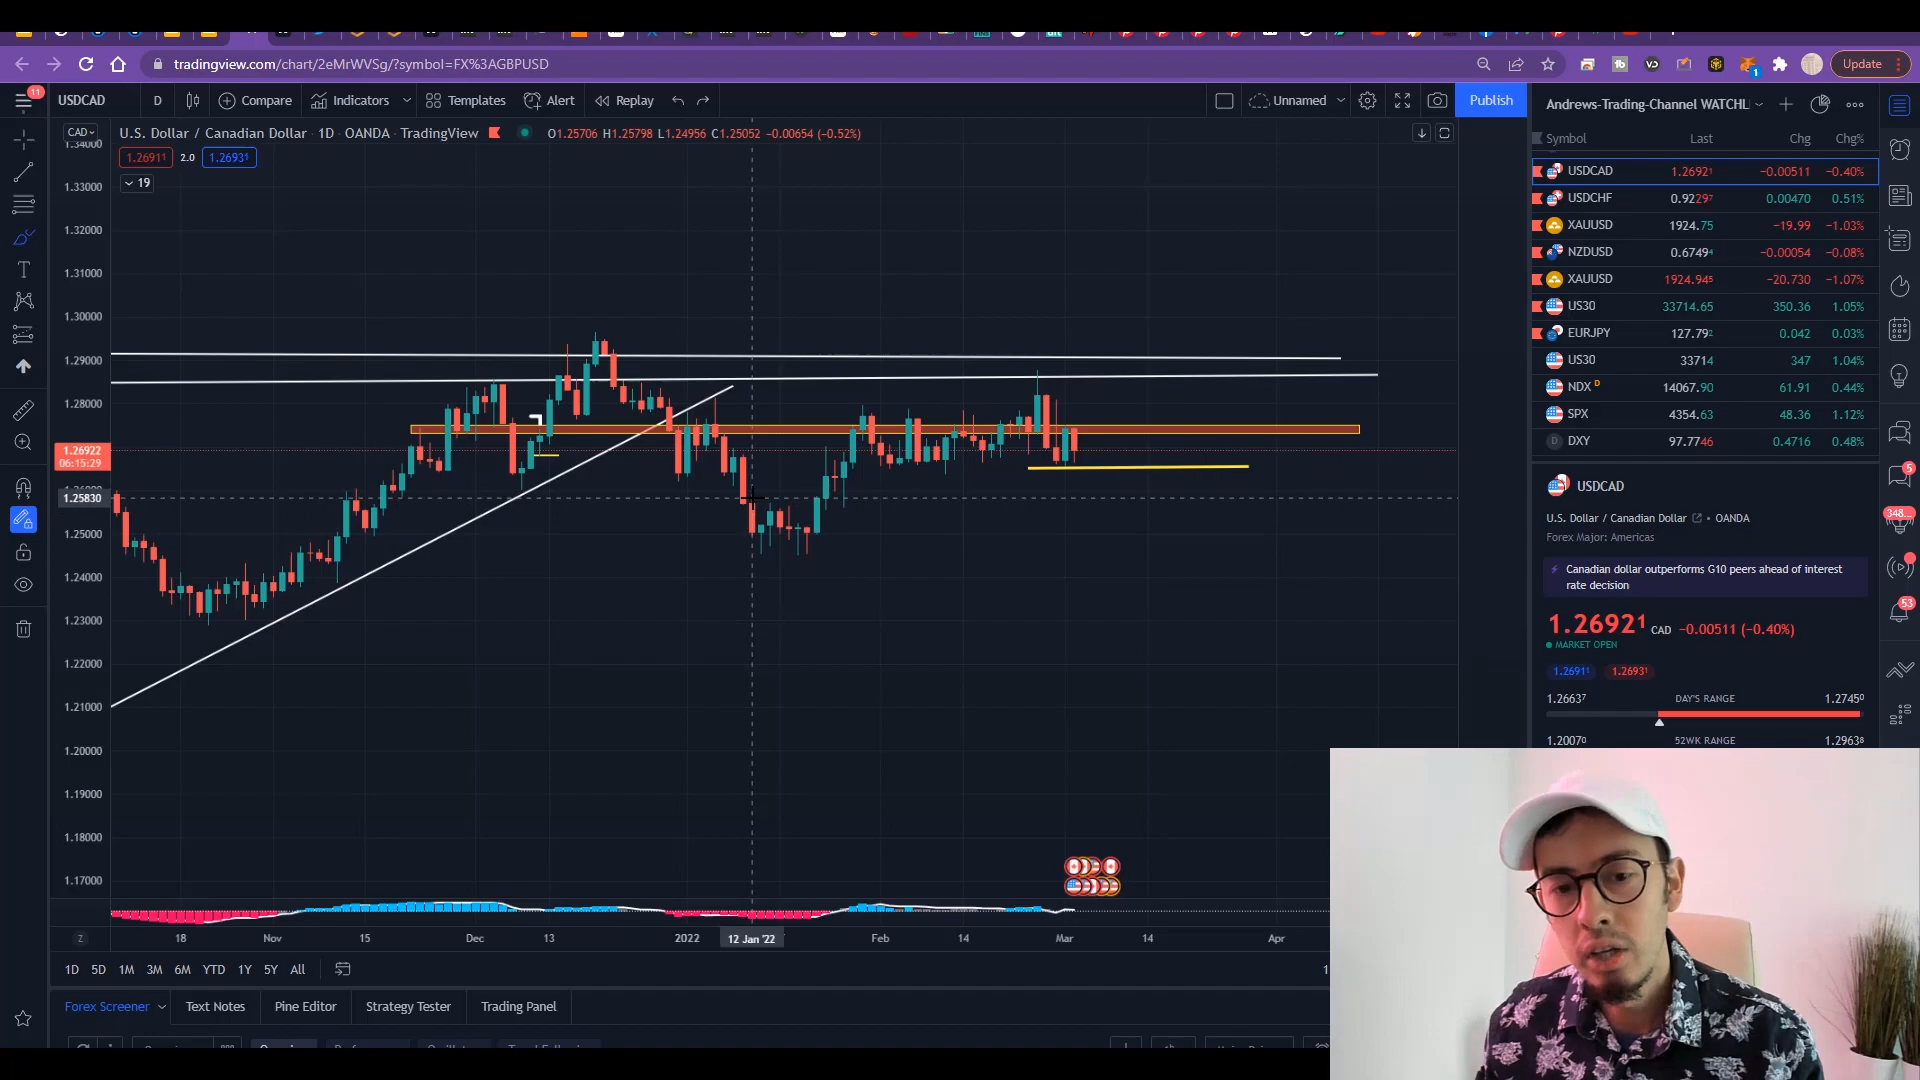 tradingview.com/chart/2eMrWVSg/?symbol=FX%3AGBPUSD
Update
11
USDCAD D Compare Indicators Templates Alert Replay Unnamed Publish
Andrews-Trading-Channel WATCHL
CAD
U.S. Dollar / Canadian Dollar · 1D · OANDA · TradingView O1.25706 H1.25798 L1.24956 C1.25052 −0.00654 (−0.52%)
1.26911 2.0 1.26931
19
Symbol Last Chg Chg%
USDCAD 1.26921 −0.00511 −0.40%
USDCHF 0.92297 0.00470 0.51%
XAUUSD 1924.75 −19.99 −1.03%
NZDUSD 0.67494 −0.00054 −0.08%
XAUUSD 1924.945 −20.730 −1.07%
US30 33714.65 350.36 1.05%
EURJPY 127.792 0.042 0.03%
US30 33714 347 1.04%
NDX D 14067.90 61.91 0.44%
SPX 4354.63 48.36 1.12%
D DXY 97.7746 0.4716 0.48%
1.34000
1.33000
1.32000
1.31000
1.30000
1.29000
1.28000
1.26922
06:15:29
1.25830
1.25000
1.24000
1.23000
1.22000
1.21000
1.20000
1.19000
1.18000
1.17000
USDCAD
U.S. Dollar / Canadian Dollar • OANDA
Forex Major: Americas
Canadian dollar outperforms G10 peers ahead of interest
rate decision
1.26921 CAD −0.00511 (−0.40%)
MARKET OPEN
1.26911 1.26931
1.26637 DAY'S RANGE 1.27450
1.20070 52WK RANGE 1.29638
5
348...
53
Z 18 Nov 15 Dec 13 2022 12 Jan '22 Feb 14 Mar 14 Apr
1D 5D 1M 3M 6M YTD 1Y 5Y All
Forex Screener Text Notes Pine Editor Strategy Tester Trading Panel